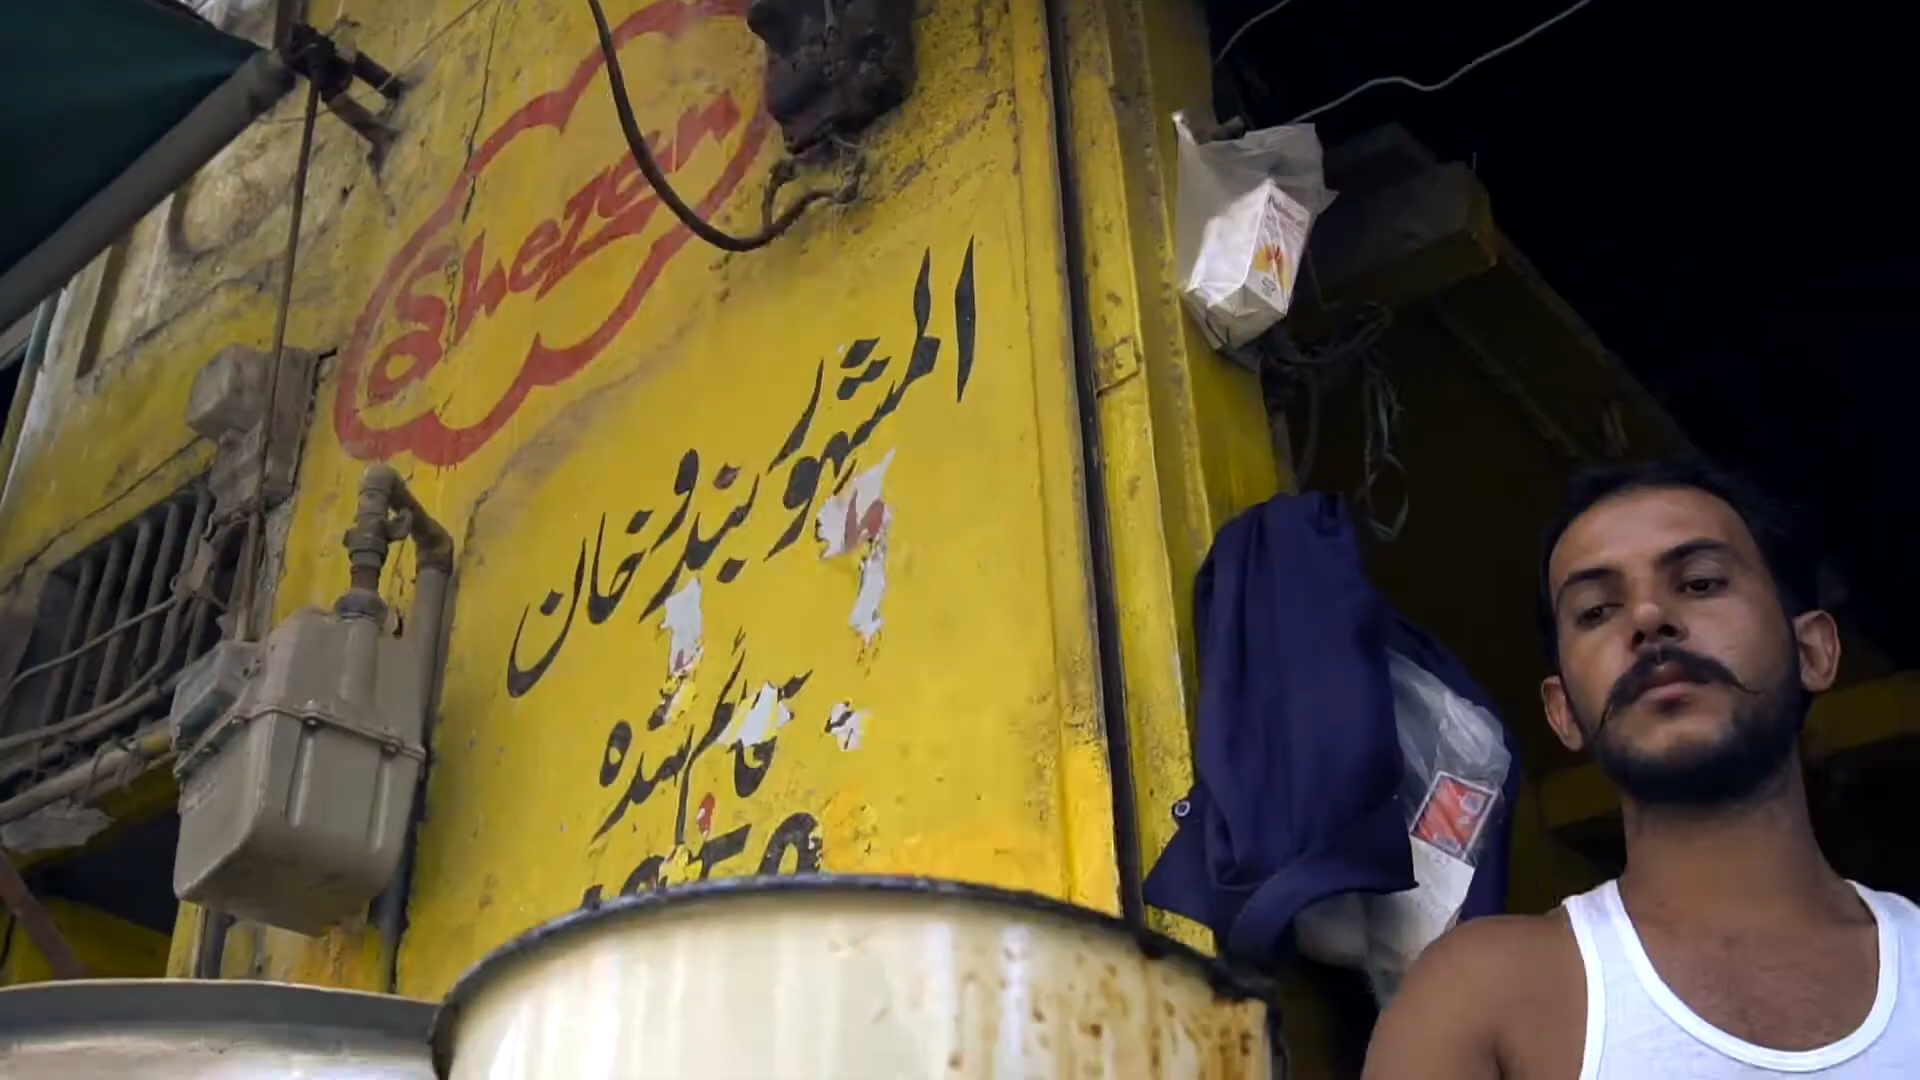 Shezan
المشہور بندو خان
قائم شدہ